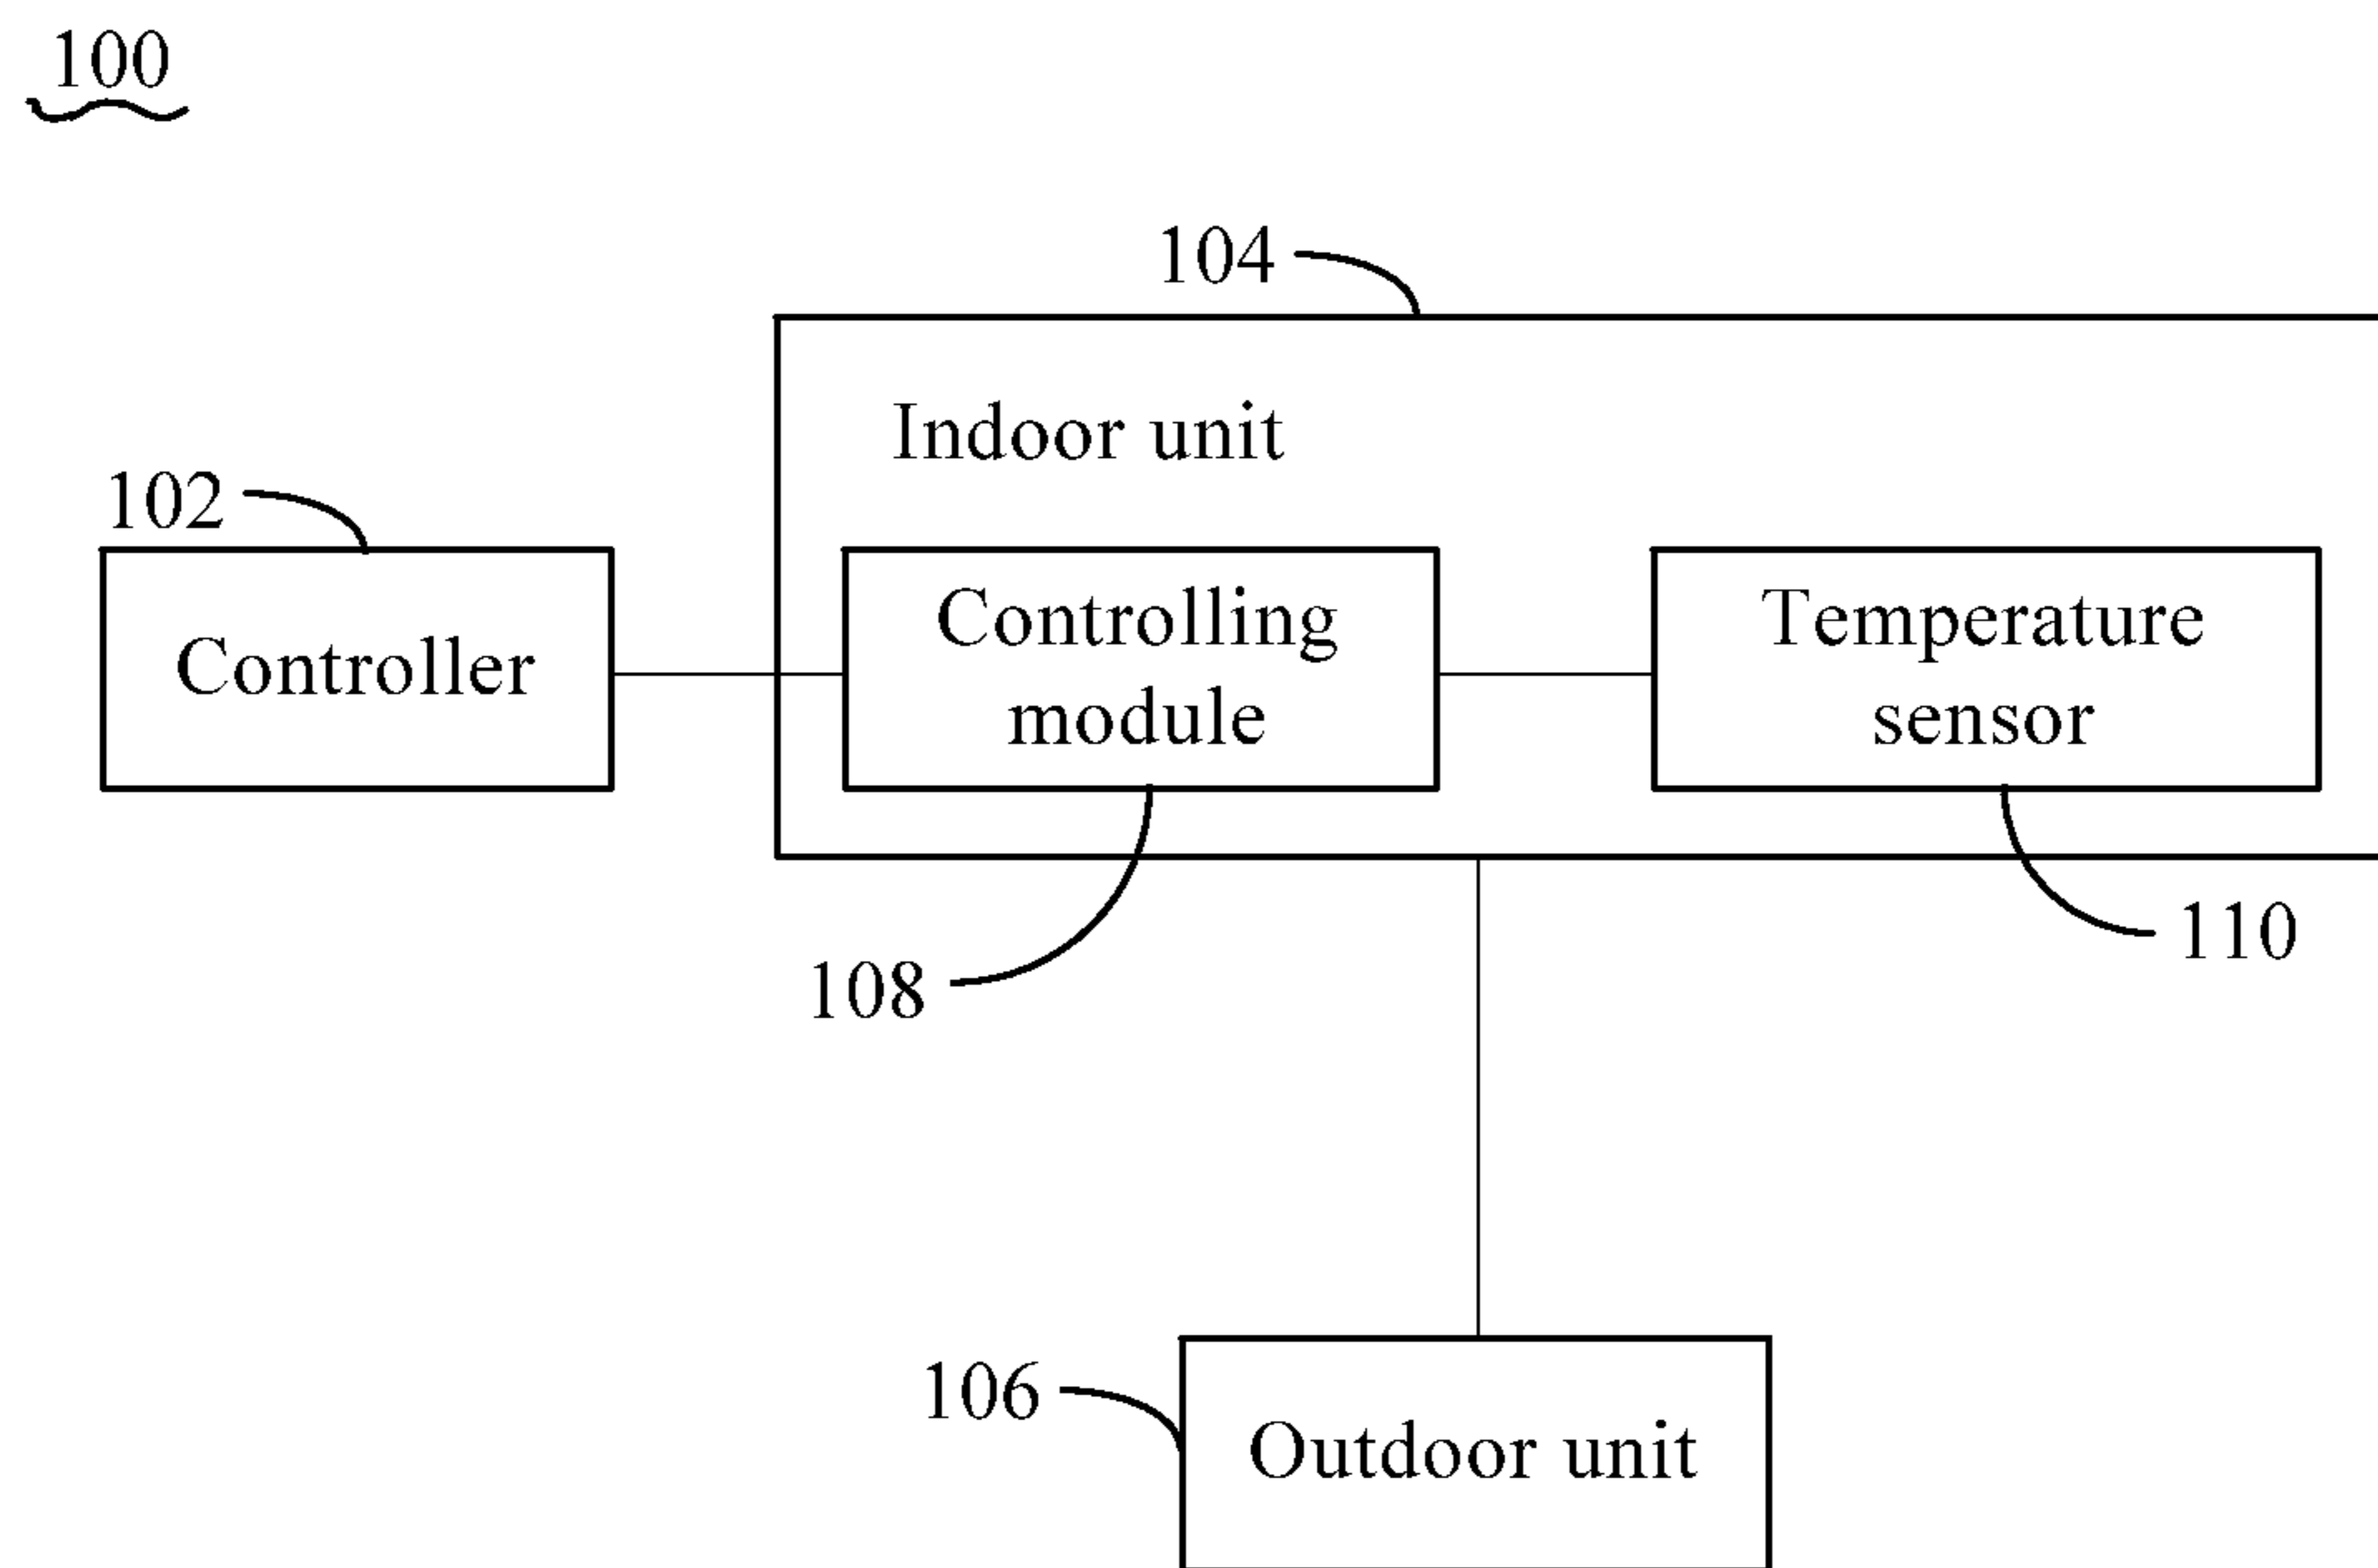 100
104
Indoor unit
102
Controller
Controlling
module
Temperature
sensor
110
108
106
Outdoor unit